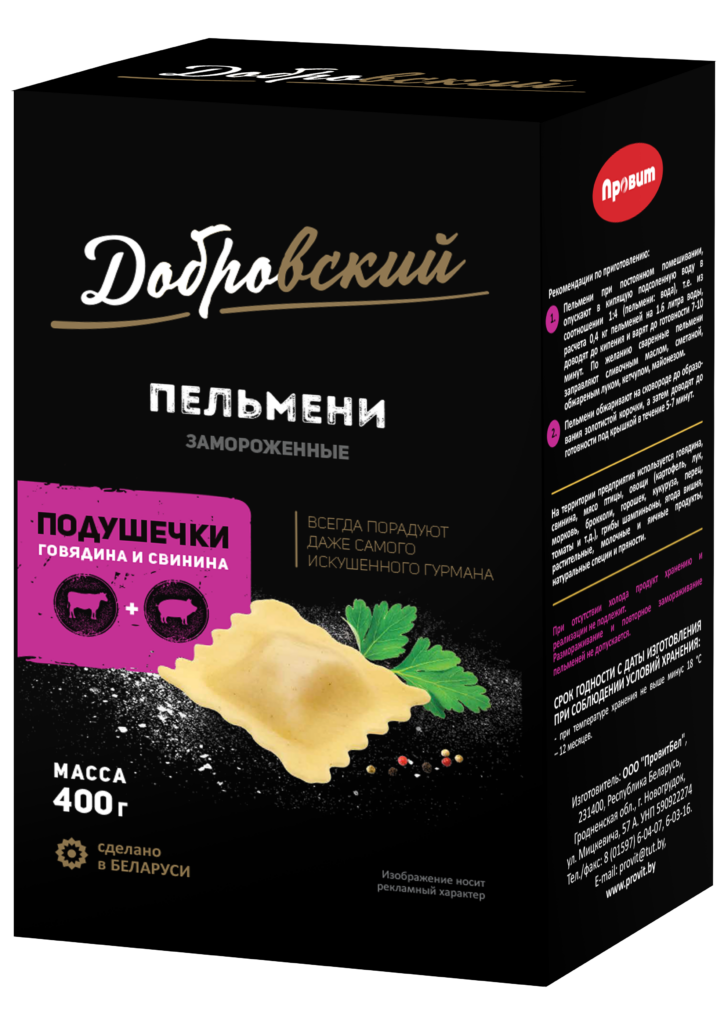 Добровский
Добровский
ПЕЛЬМЕНИ
ЗАМОРОЖЕННЫЕ
ПОДУШЕЧКИ
ГОВЯДИНА И СВИНИНА
+
ВСЕГДА ПОРАДУЮТ
ДАЖЕ САМОГО
ИСКУШЕННОГО ГУРМАНА
МАССА
400 г
сделано
в БЕЛАРУСИ
Изображение носит
рекламный характер
Провит
Рекомендации по приготовлению:
1. Пельмени при постоянном помешивании,
опускают в кипящую подсоленную воду в
соотношении 1:4 (пельмени: вода), т.е. из
расчета 0,4 кг пельменей на 1.6 литра воды,
доводят до кипения и варят до готовности 7-10
минут. По желанию сваренные пельмени
заправляют сливочным маслом, сметаной,
обжареным луком, кетчупом, майонезом.
2. Пельмени обжаривают на сковороде до образо-
вания золотистой корочки, а затем доводят до
готовности под крышкой в течение 5-7 минут.
На территории предприятия используется говядина,
свинина, мясо птицы, овощи (картофель, лук,
морковь, брокколи, горошек, кукуруза, перец,
томаты и т.д.), грибы шампиньоны, ягода вишня,
растительные, молочные и яичные продукты,
натуральные специи и пряности.
При отсутствии холода продукт хранению и
реализации не подлежит.
Размораживание и повторное замораживание
пельменей не допускается.
СРОК ГОДНОСТИ С ДАТЫ ИЗГОТОВЛЕНИЯ
ПРИ СОБЛЮДЕНИИ УСЛОВИЙ ХРАНЕНИЯ:
- при температуре хранения не выше минус 18 °С
– 12 месяцев.
Изготовитель: ООО "ПровитБел",
231400, Республика Беларусь,
Гродненская обл., г. Новогрудок,
ул. Мицкевича, 57 А. УНП 590922274
Тел./факс: 8 (01597) 6-04-07, 6-03-16.
E-mail: provit@tut.by,
www.provit.by